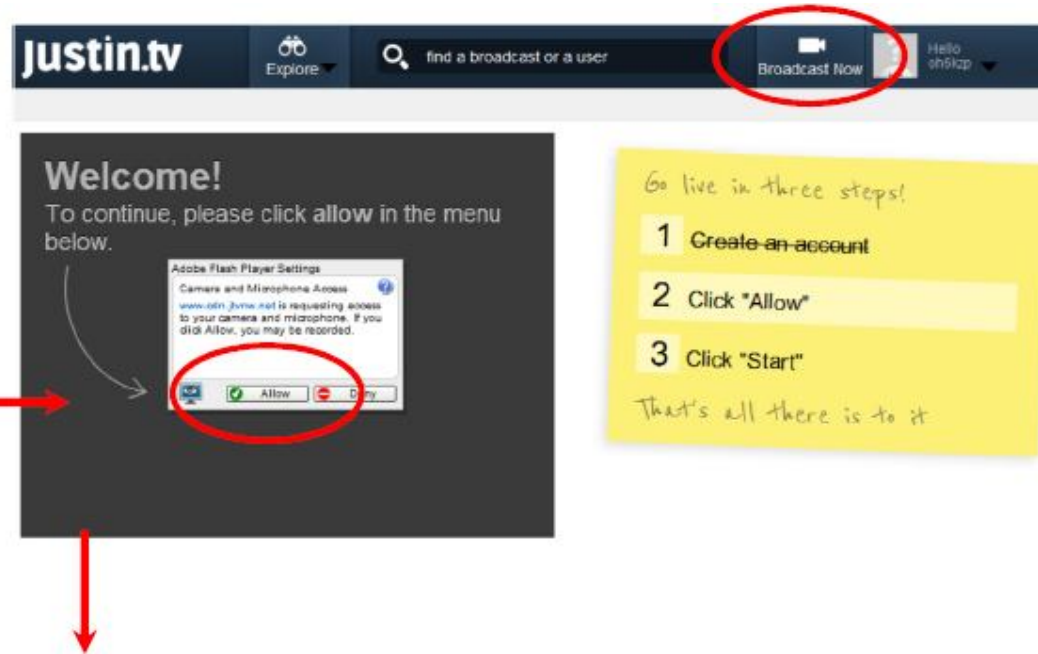 Justin.tv
Explore
find a broadcast or a user
Broadcast Now
Hello
oh6kzp
Welcome!
To continue, please click allow in the menu
below.
Adobe Flash Player Settings
Camera and Microphone Access
is requesting access
to your camera and microphone. If you
click Allow, you may be recorded.
Allow
Deny
Go live in three steps!
1 Create an account
2 Click "Allow"
3 Click "Start"
That's all there is to it